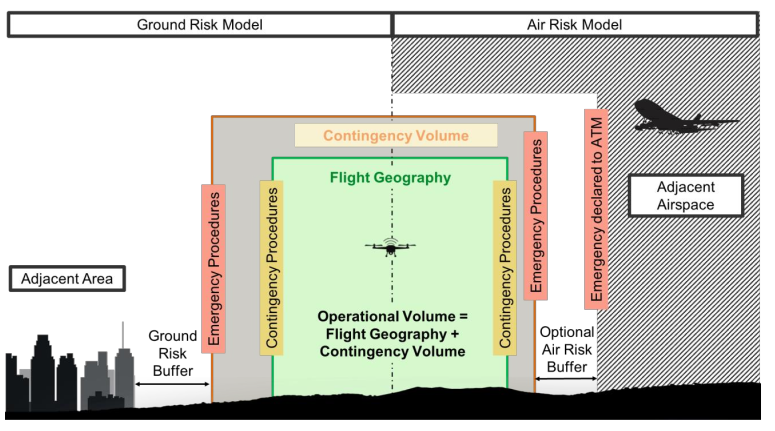 Ground Risk Model
Air Risk Model
Contingency Volume
Flight Geography
Emergency Procedures
Contingency Procedures
Contingency Procedures
Emergency Procedures
Emergency declared to ATM
Adjacent
Airspace
Adjacent Area
Operational Volume =
Flight Geography +
Contingency Volume
Ground
Risk
Buffer
Optional
Air Risk
Buffer